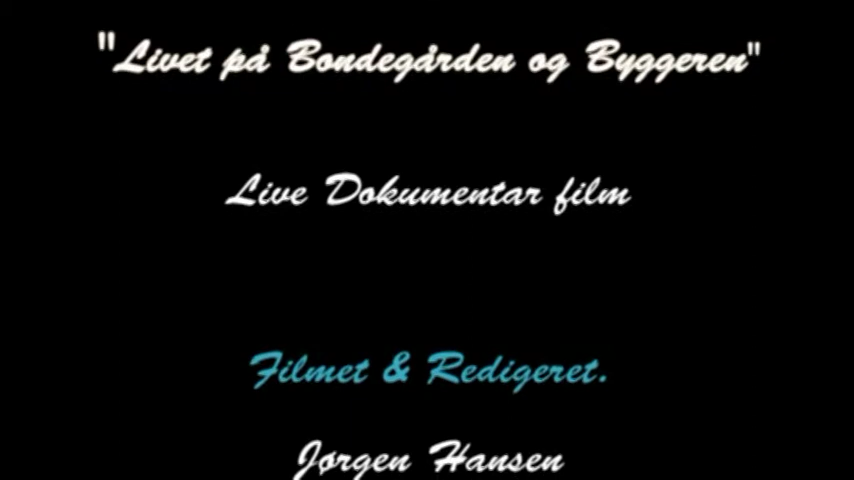 "Livet på Bondegården og Byggeren"
Live Dokumentar film
Filmet & Redigeret.
Jørgen Hansen